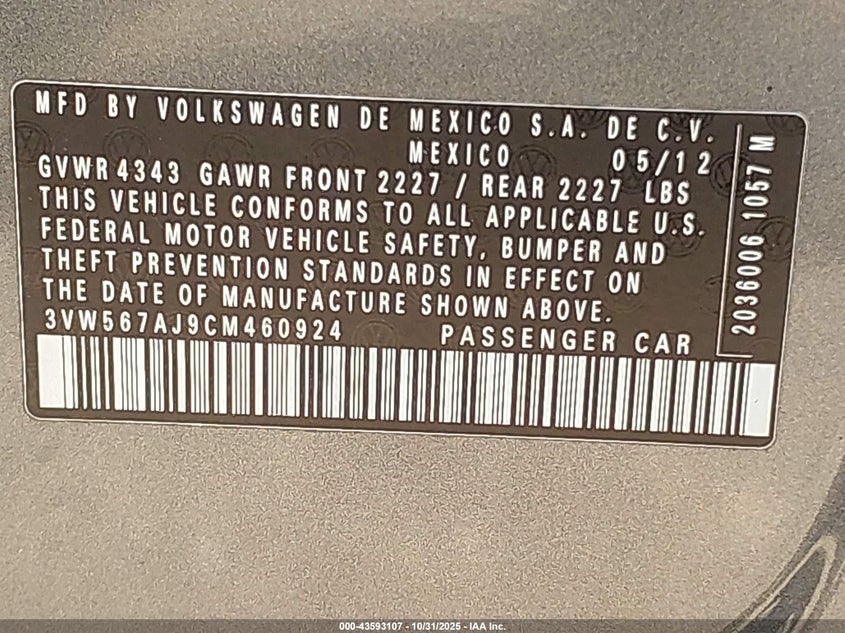 MFD BY VOLKSWAGEN DE MEXICO S.A. DE C.V.
MEXICO 05/12
GVWR 4343 GAWR FRONT 2227 / REAR 2227 LBS
THIS VEHICLE CONFORMS TO ALL APPLICABLE U.S.
FEDERAL MOTOR VEHICLE SAFETY, BUMPER AND
THEFT PREVENTION STANDARDS IN EFFECT ON
THE DATE OF MANUFACTURE SHOWN ABOVE.
3VW567AJ9CM460924 PASSENGER CAR
2036006 1057 M
000-43593107 - 10/31/2025 - IAA Inc.